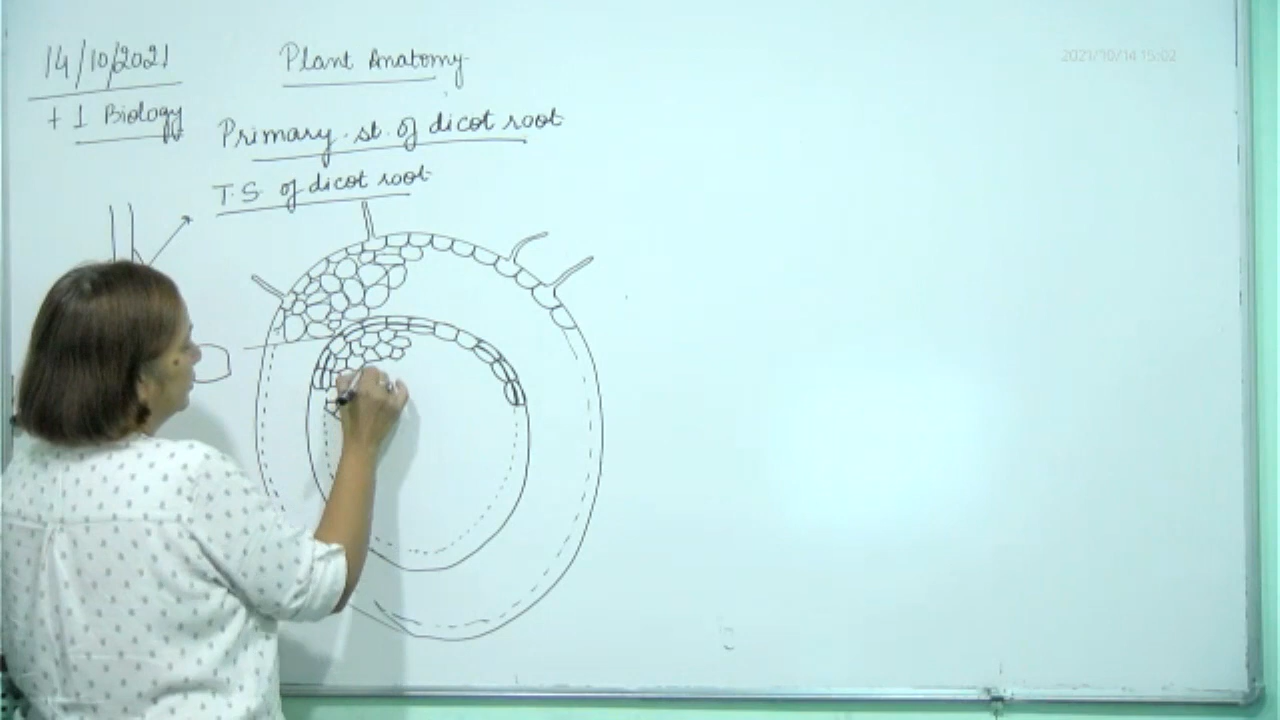 14/10/2021
Plant Anatomy
2021/10/14 15:02
+1 Biology
Primary. st. of dicot root
T.S. of dicot root